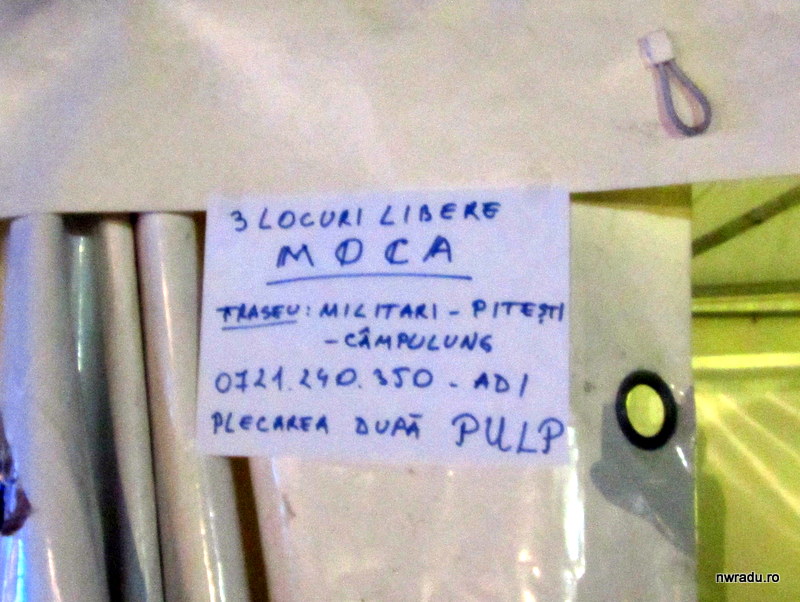 3 LOCURI LIBERE
MOCA
TRASEU: MILITARI - PITEȘTI
- CÂMPULUNG
0721.240.350 - ADI
PLECAREA DUPĂ PULP
nwradu.ro